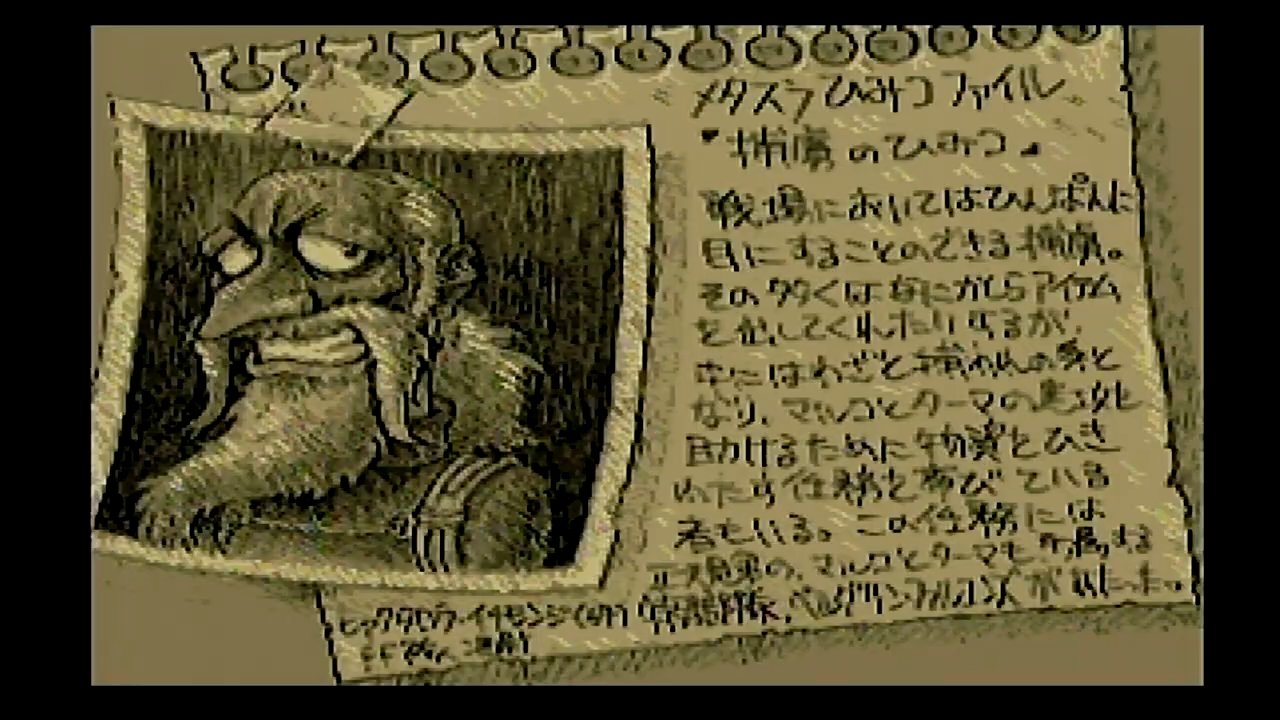 メタスラひみつファイル
"捕虜のひみつ"
戦場においてはひんぱんに
目にすることのできる捕虜。
その多くはなにかしらアイテム
を出してくれたりするが、
中にはわざと捕われの身と
なり、マルコとターマの
助けるために物資をひき
わたす任務を帯びている
者もいる。この任務には
正規軍の、マルコとターマも所属する
特殊部隊、ペレグリンファルコンズがあたった。